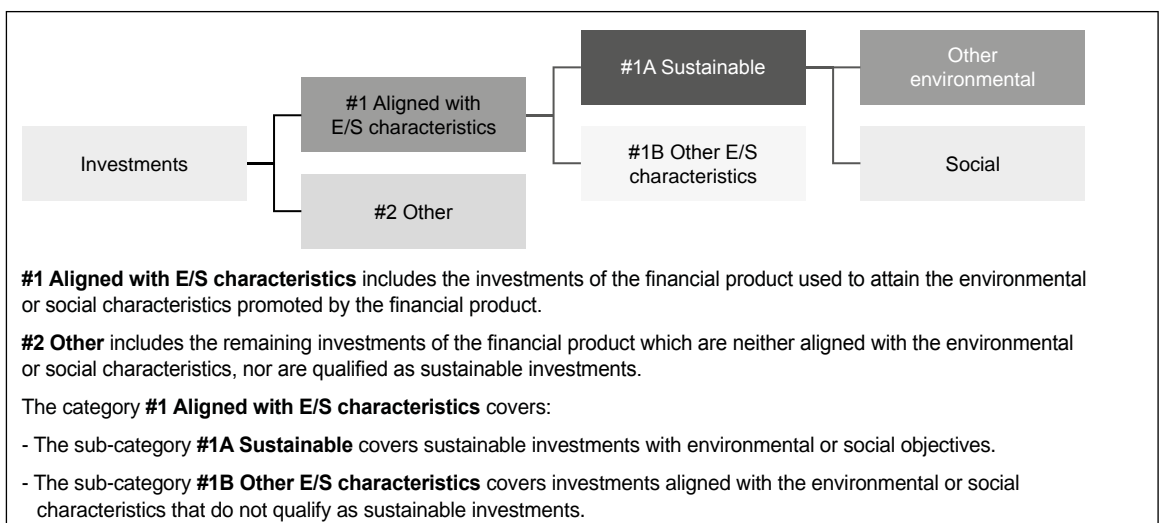 Investments
#1 Aligned with
E/S characteristics
#2 Other
#1A Sustainable
#1B Other E/S
characteristics
Other
environmental
Social
#1 Aligned with E/S characteristics includes the investments of the financial product used to attain the environmental
or social characteristics promoted by the financial product.
#2 Other includes the remaining investments of the financial product which are neither aligned with the environmental
or social characteristics, nor are qualified as sustainable investments.
The category #1 Aligned with E/S characteristics covers:
- The sub-category #1A Sustainable covers sustainable investments with environmental or social objectives.
- The sub-category #1B Other E/S characteristics covers investments aligned with the environmental or social
characteristics that do not qualify as sustainable investments.